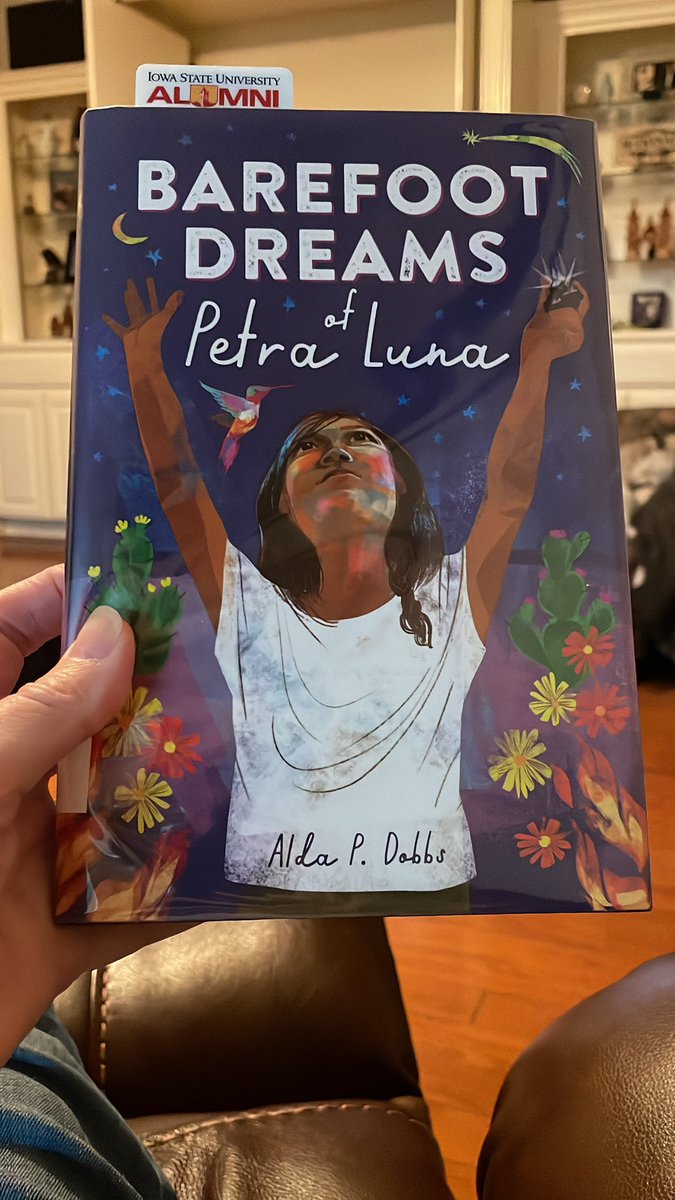 IOWA STATE UNIVERSITY
ALUMNI
BAREFOOT
DREAMS
of
Petra Luna
Alda P. Dobbs